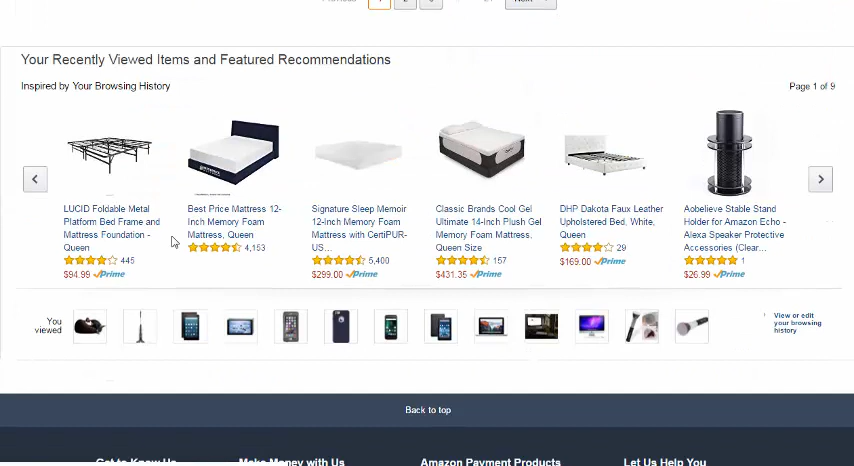 1 2 3
Your Recently Viewed Items and Featured Recommendations
Inspired by Your Browsing History
Page 1 of 9
LUCID Foldable Metal
Platform Bed Frame and
Mattress Foundation -
Queen
445
$94.99 Prime
Best Price Mattress 12-
Inch Memory Foam
Mattress, Queen
4,153
Signature Sleep Memoir
12-Inch Memory Foam
Mattress with CertiPUR-
US...
5,400
$299.00 Prime
Classic Brands Cool Gel
Ultimate 14-Inch Plush Gel
Memory Foam Mattress,
Queen Size
157
$431.35 Prime
DHP Dakota Faux Leather
Upholstered Bed, White,
Queen
29
$169.00 Prime
Aobelieve Stable Stand
Holder for Amazon Echo -
Alexa Speaker Protective
Accessories (Clear...
1
$26.99 Prime
You
viewed
View or edit
your browsing
history
Back to top
Get to Know Us
Make Money with Us
Amazon Payment Products
Let Us Help You